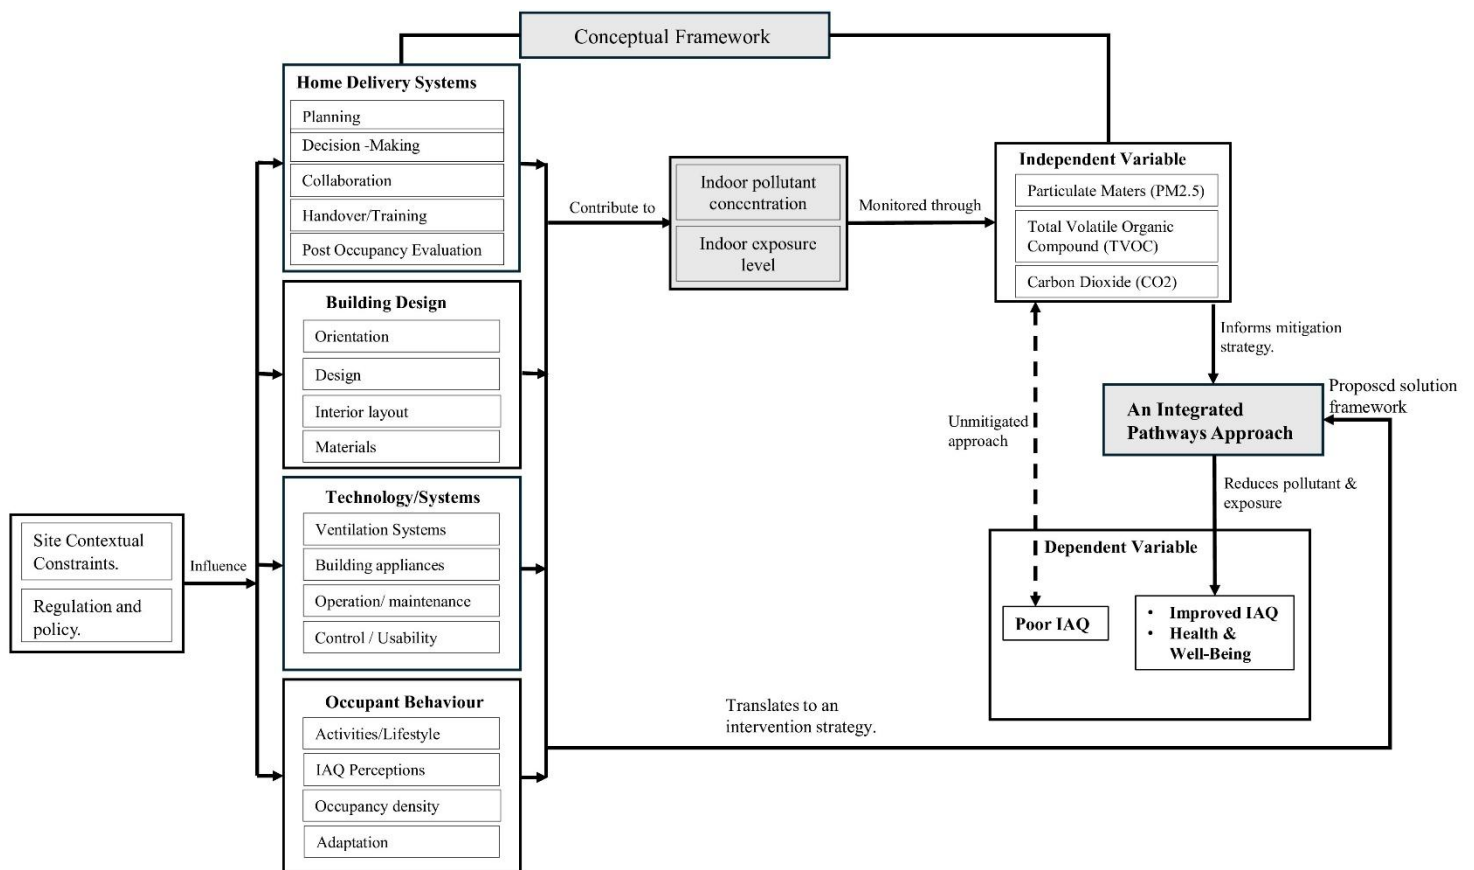 Conceptual Framework
Home Delivery Systems
Planning
Decision -Making
Collaboration
Handover/Training
Post Occupancy Evaluation
Building Design
Orientation
Design
Interior layout
Materials
Technology/Systems
Ventilation Systems
Building appliances
Operation/ maintenance
Control / Usability
Occupant Behaviour
Activities/Lifestyle
IAQ Perceptions
Occupancy density
Adaptation
Site Contextual
Constraints.
Regulation and
policy.
Influence
Contribute to
Indoor pollutant
concentration
Indoor exposure
level
Monitored through
Independent Variable
Particulate Maters (PM2.5)
Total Volatile Organic
Compound (TVOC)
Carbon Dioxide (CO2)
Informs mitigation
strategy.
Unmitigated
approach
Proposed solution
framework
An Integrated
Pathways Approach
Reduces pollutant &
exposure
Dependent Variable
Poor IAQ
• Improved IAQ
• Health &
Well-Being
Translates to an
intervention strategy.